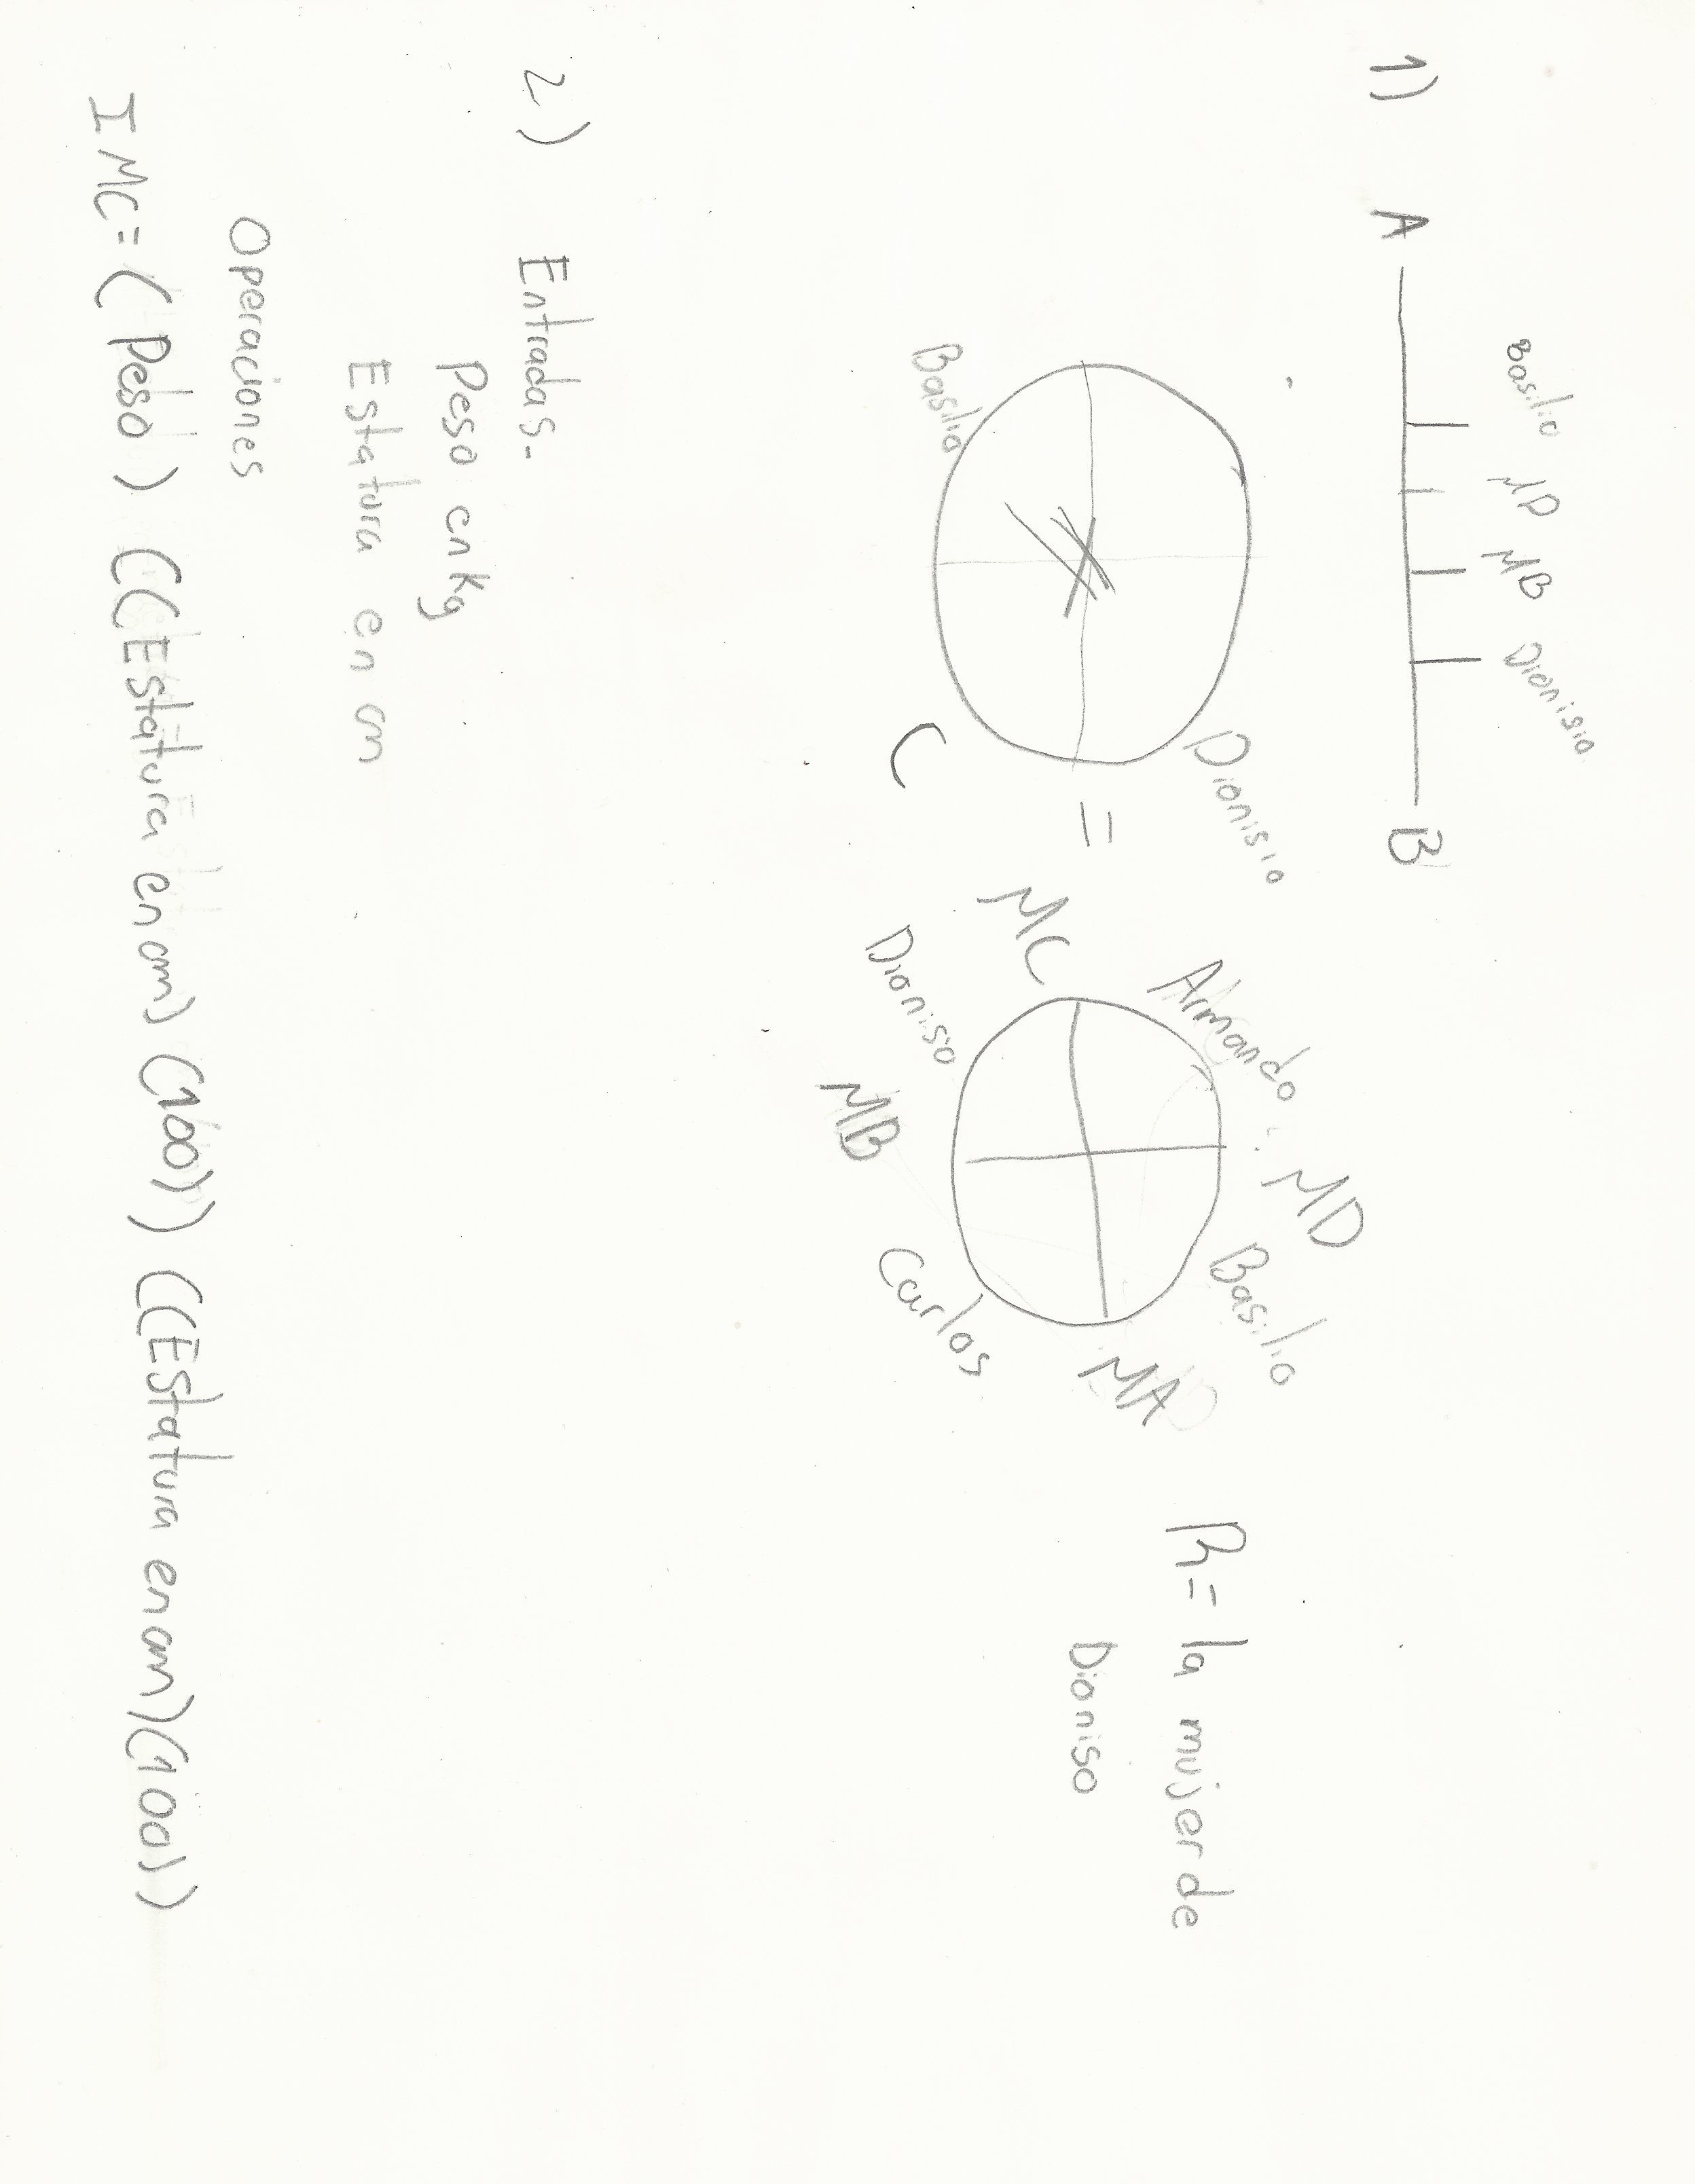 1)
Basilio MD MB Dionisio
A B
Dionisio
Basilio
C
=
MD
Armando Basilio
MC MA
Dioniso Carlos
MB
R= la mujer de
Dioniso
2) Entradas.
Peso en kg
Estatura en cm
Operaciones
IMC= (Peso) ((Estatura en cm) (100)) ((Estatura en cm)(100))